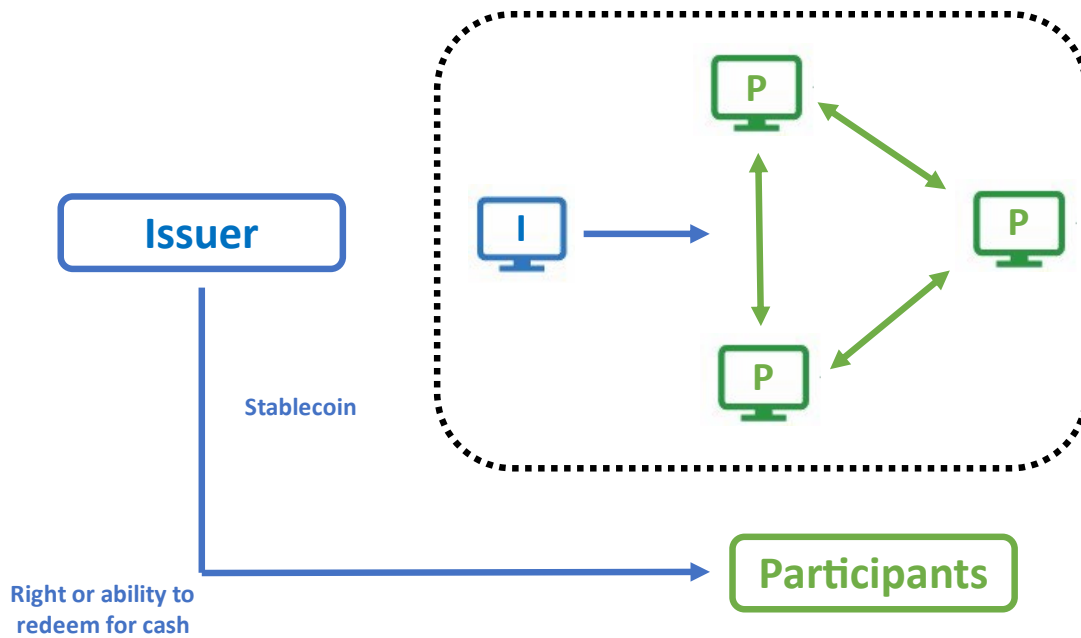 P
Issuer
I
P
P
Stablecoin
Participants
Right or ability to
redeem for cash